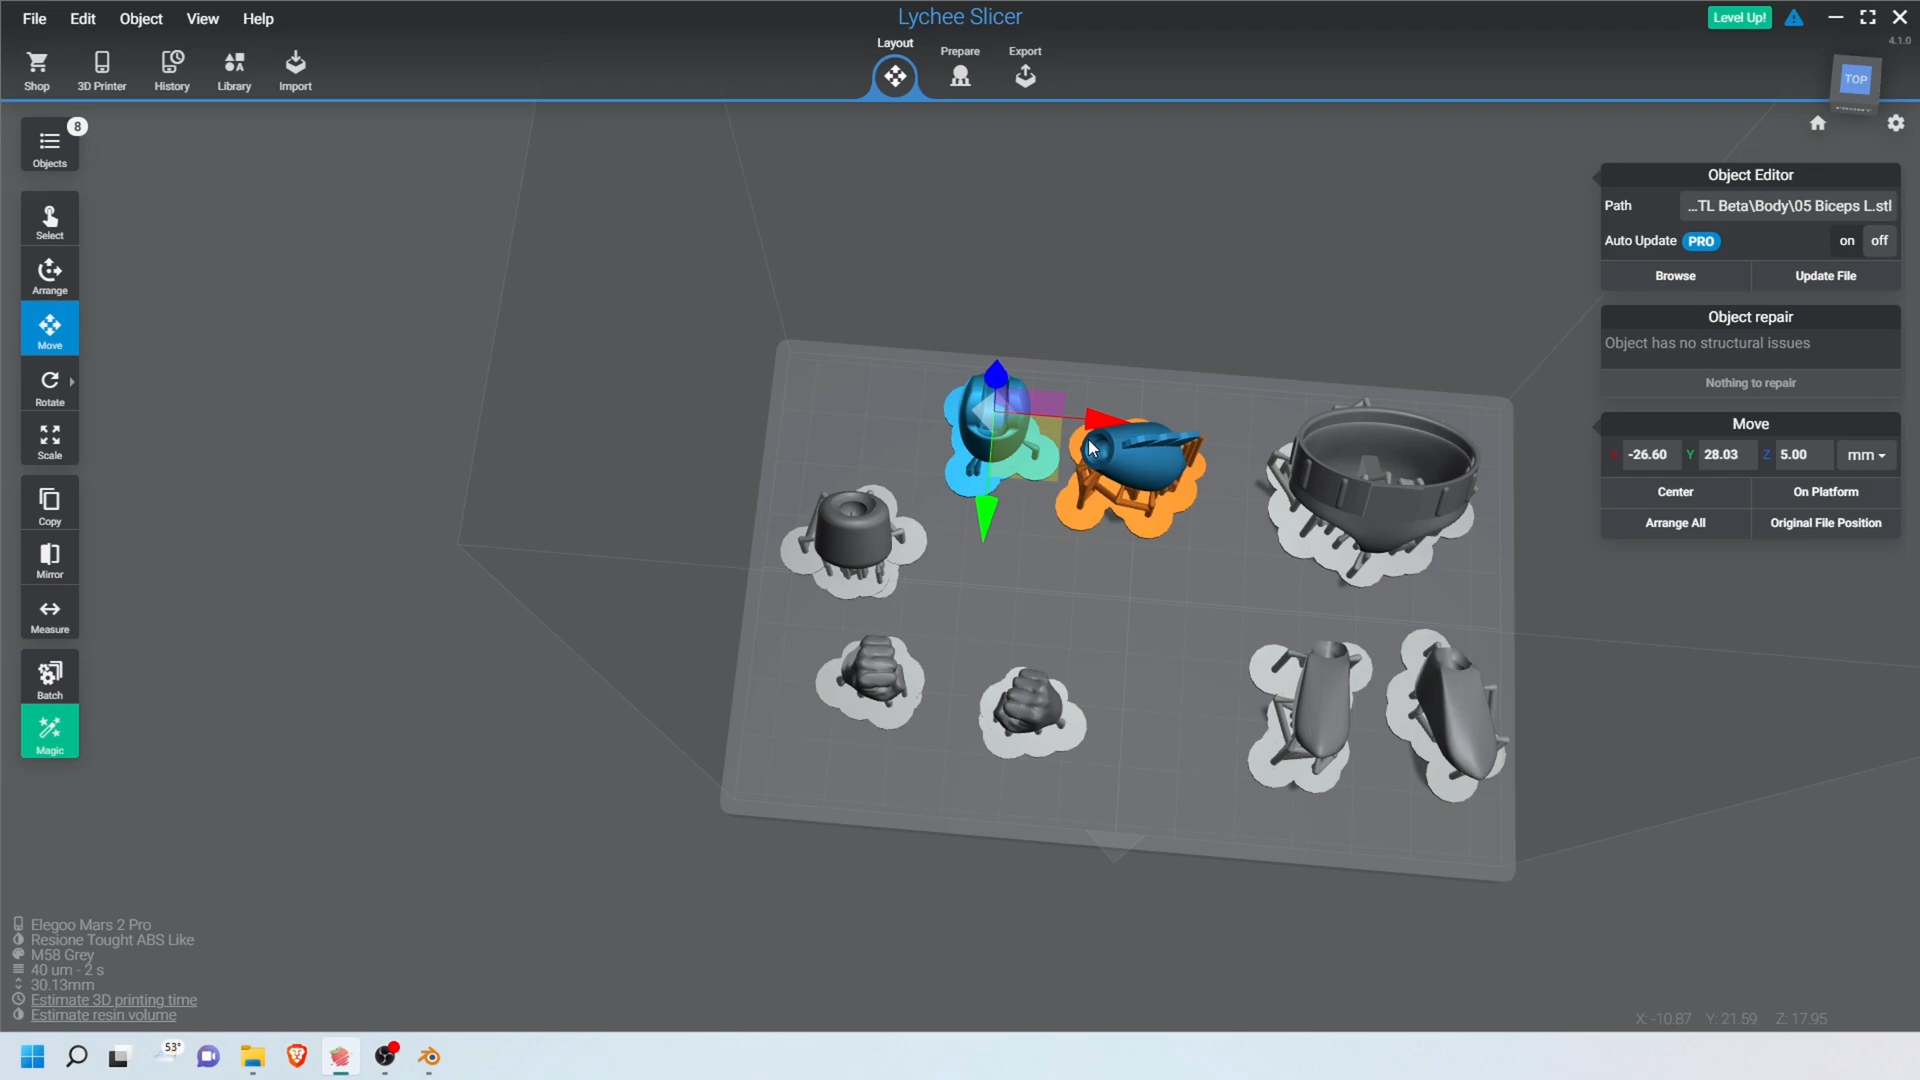 File Edit Object View Help
Lychee Slicer
Level Up!
4.1.0
Shop 3D Printer History Library Import
Layout Prepare Export
TOP
FRONT
8
Objects
Select
Arrange
Move
Rotate
Scale
Copy
Mirror
Measure
Batch
Magic
Object Editor
Path ...TL Beta\Body\05 Biceps L.stl
Auto Update PRO on off
Browse Update File
Object repair
Object has no structural issues
Nothing to repair
Move
X -26.60 Y 28.03 Z 5.00 mm
Center On Platform
Arrange All Original File Position
Elegoo Mars 2 Pro
Resione Tought ABS Like
M58 Grey
40 um - 2 s
30.13mm
Estimate 3D printing time
Estimate resin volume
X: -10.87 Y: 21.59 Z: 17.95
53°